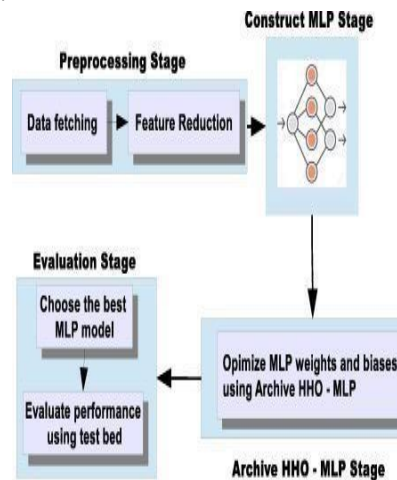 Construct MLP Stage
Preprocessing Stage
Data fetching
Feature Reduction
Evaluation Stage
Choose the best
MLP model
Evaluate performance
using test bed
Opimize MLP weights and biases
using Archive HHO - MLP
Archive HHO - MLP Stage